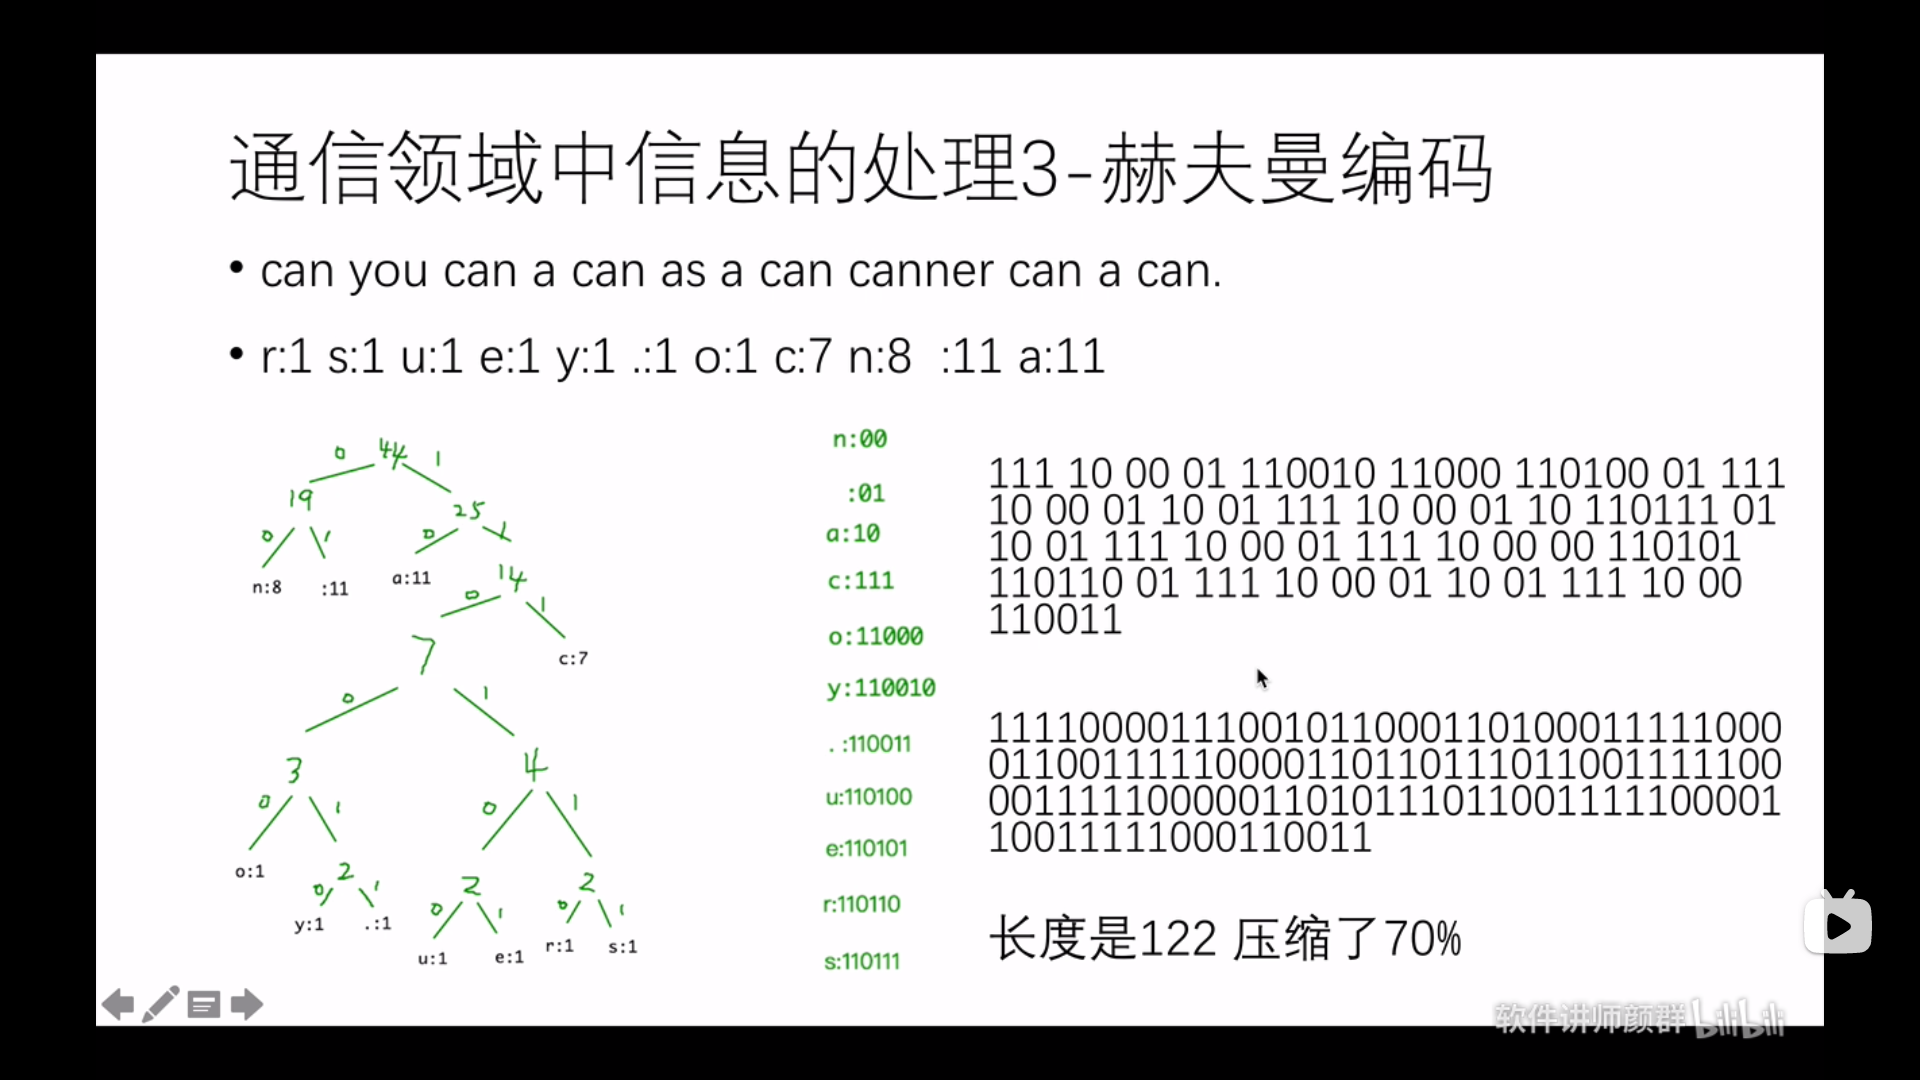 通信领域中信息的处理3-赫夫曼编码
• can you can a can as a can canner can a can.
• r:1 s:1 u:1 e:1 y:1 .:1 o:1 c:7 n:8  :11 a:11
0 44 1
19
25
0 1 0 1
n:8 :11 a:11
14
0 1
7
c:7
0 1
3 4
0 1 0 1
o:1
2 2 2
0 1 0 1 0 1
y:1 .:1
u:1 e:1 r:1 s:1
n:00
:01
a:10
c:111
o:11000
y:110010
. :110011
u:110100
e:110101
r:110110
s:110111
111 10 00 01 110010 11000 110100 01 111
10 00 01 10 01 111 10 00 01 10 110111 01
10 01 111 10 00 01 111 10 00 00 110101
110110 01 111 10 00 01 10 01 111 10 00
110011
1111000011100101100011010001111100­0
0110011111000011011011101100111110­0
0011111000001101011101100111110000­1
10011111000110011
长度是122 压缩了70%
软件讲师颜群 bilibili